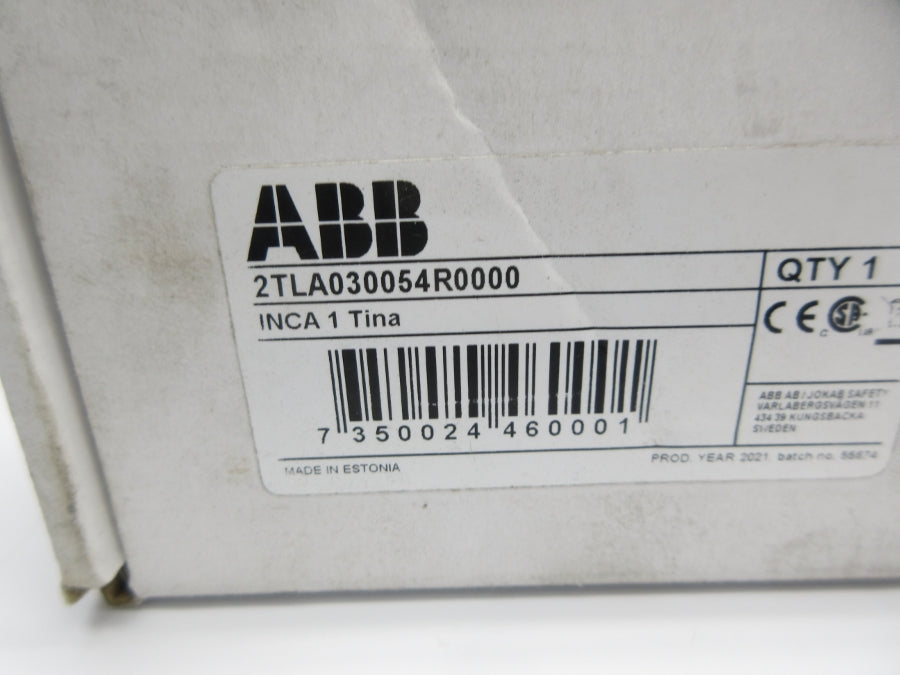 ABB
2TLA030054R0000
QTY 1
INCA 1 Tina
CE
7 350024 460001
ABB AB / JOKAB SAFETY
VARLABERGSVÄGEN 11
434 39 KUNGSBACKA
SWEDEN
MADE IN ESTONIA
PROD. YEAR 2021 batch no.